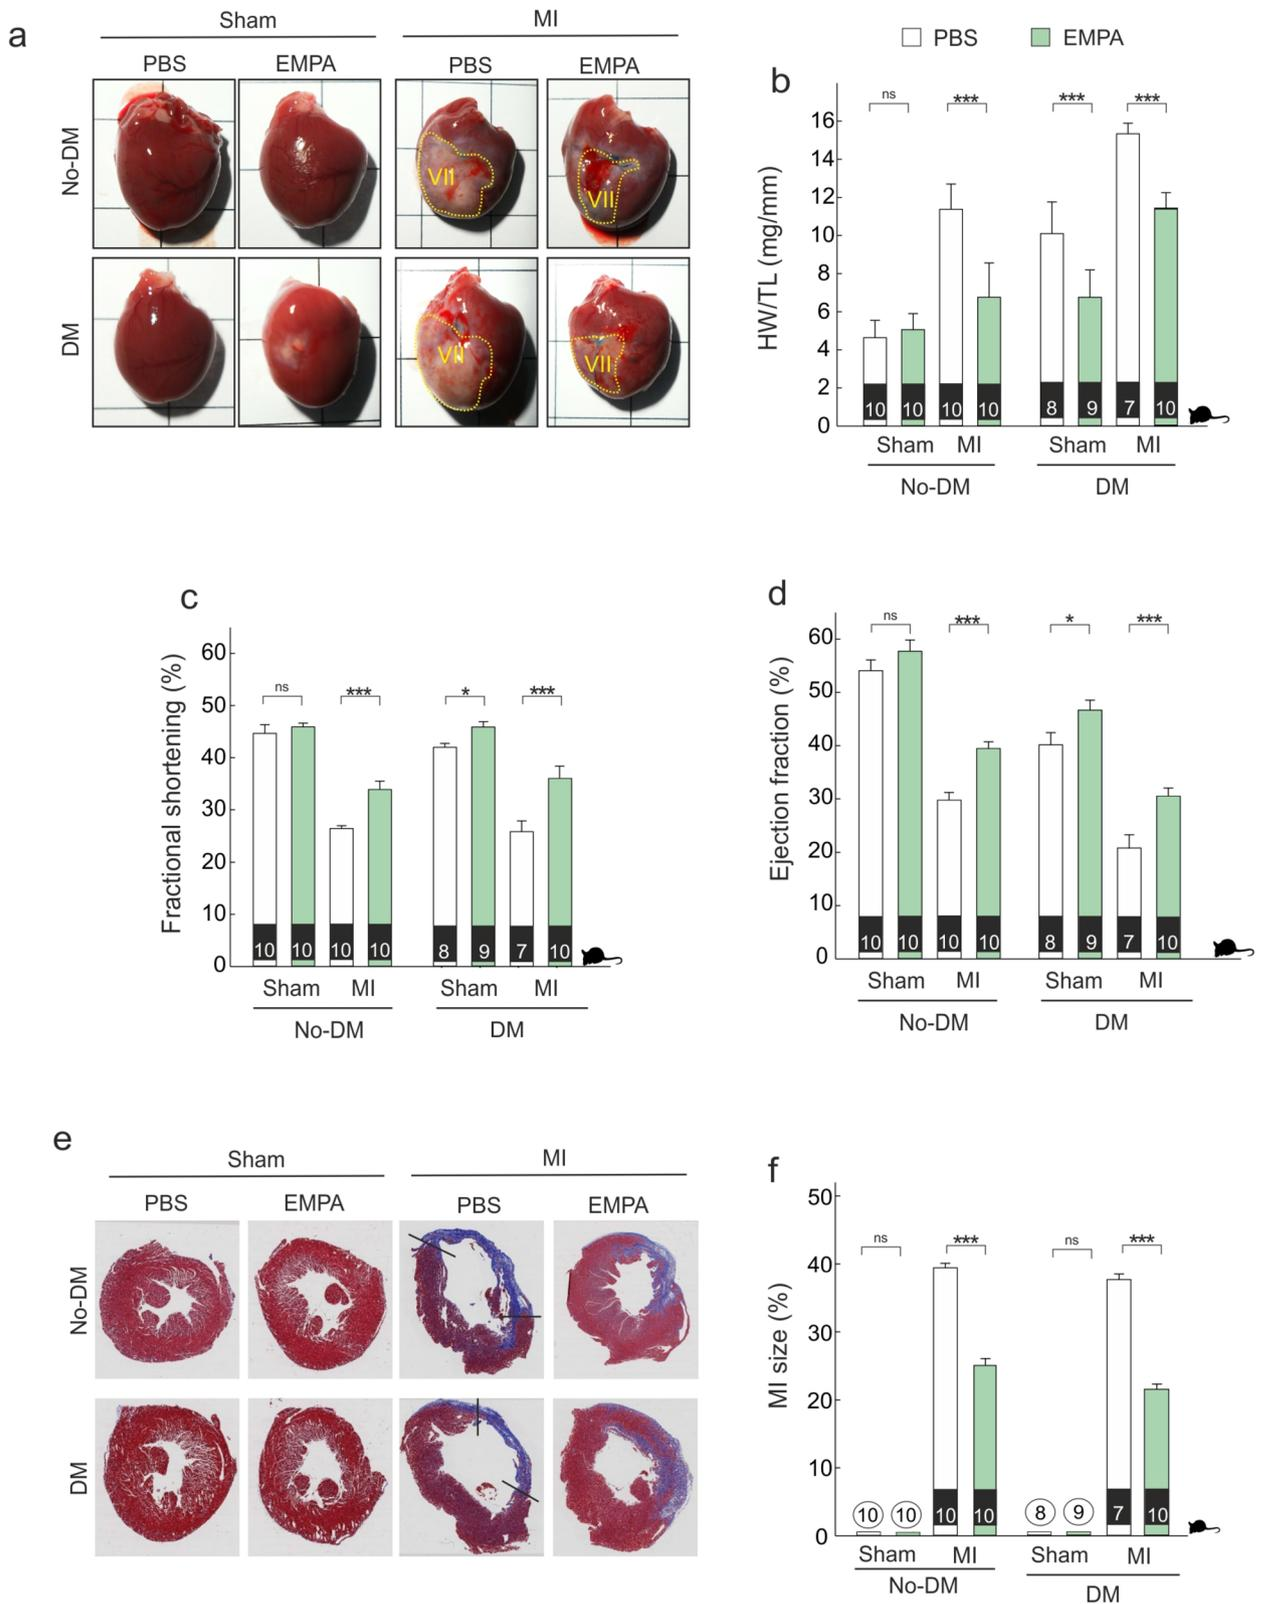 a
Sham MI
PBS EMPA PBS EMPA
No-DM
VII VII
DM
VII VII
PBS EMPA
b
ns *** *** ***
HW/TL (mg/mm)
16
14
12
10
8
6
4
2
0
10 10 10 10 8 9 7 10
Sham MI Sham MI
No-DM DM
c
ns *** * ***
Fractional shortening (%)
60
50
40
30
20
10
0
10 10 10 10 8 9 7 10
Sham MI Sham MI
No-DM DM
d
ns *** * ***
Ejection fraction (%)
60
50
40
30
20
10
0
10 10 10 10 8 9 7 10
Sham MI Sham MI
No-DM DM
e
Sham MI
PBS EMPA PBS EMPA
No-DM
DM
f
ns *** ns ***
MI size (%)
50
40
30
20
10
0
10 10 10 10 8 9 7 10
Sham MI Sham MI
No-DM DM